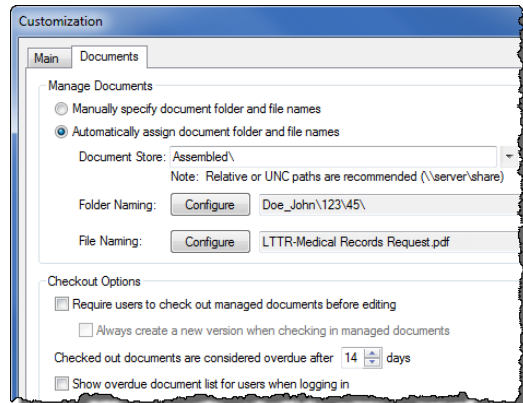 Customization
Main Documents
Manage Documents
Manually specify document folder and file names
Automatically assign document folder and file names
Document Store: Assembled\
Note: Relative or UNC paths are recommended (\\server\share)
Folder Naming: Configure Doe_John\123\45\
File Naming: Configure LTTR-Medical Records Request.pdf
Checkout Options
Require users to check out managed documents before editing
Always create a new version when checking in managed documents
Checked out documents are considered overdue after 14 days
Show overdue document list for users when logging in